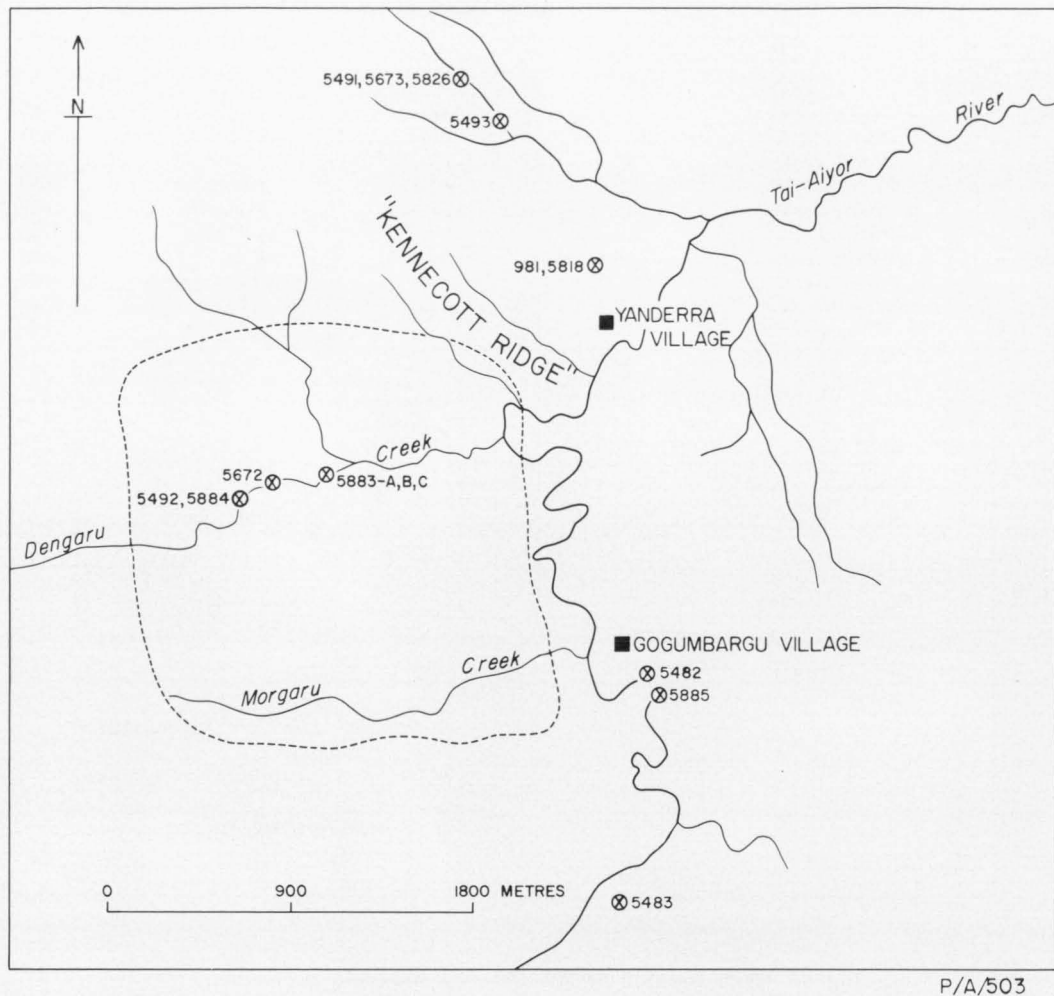 N
5491,5673,5826
5493
River
Tai-Aiyor
"KENNECOTT RIDGE"
981,5818
YANDERRA
VILLAGE
Creek
5672
5883-A,B,C
5492,5884
Dengaru
GOGUMBARGU VILLAGE
Creek
5482
5885
Morgaru
0 900 1800 METRES
5483
P/A/503